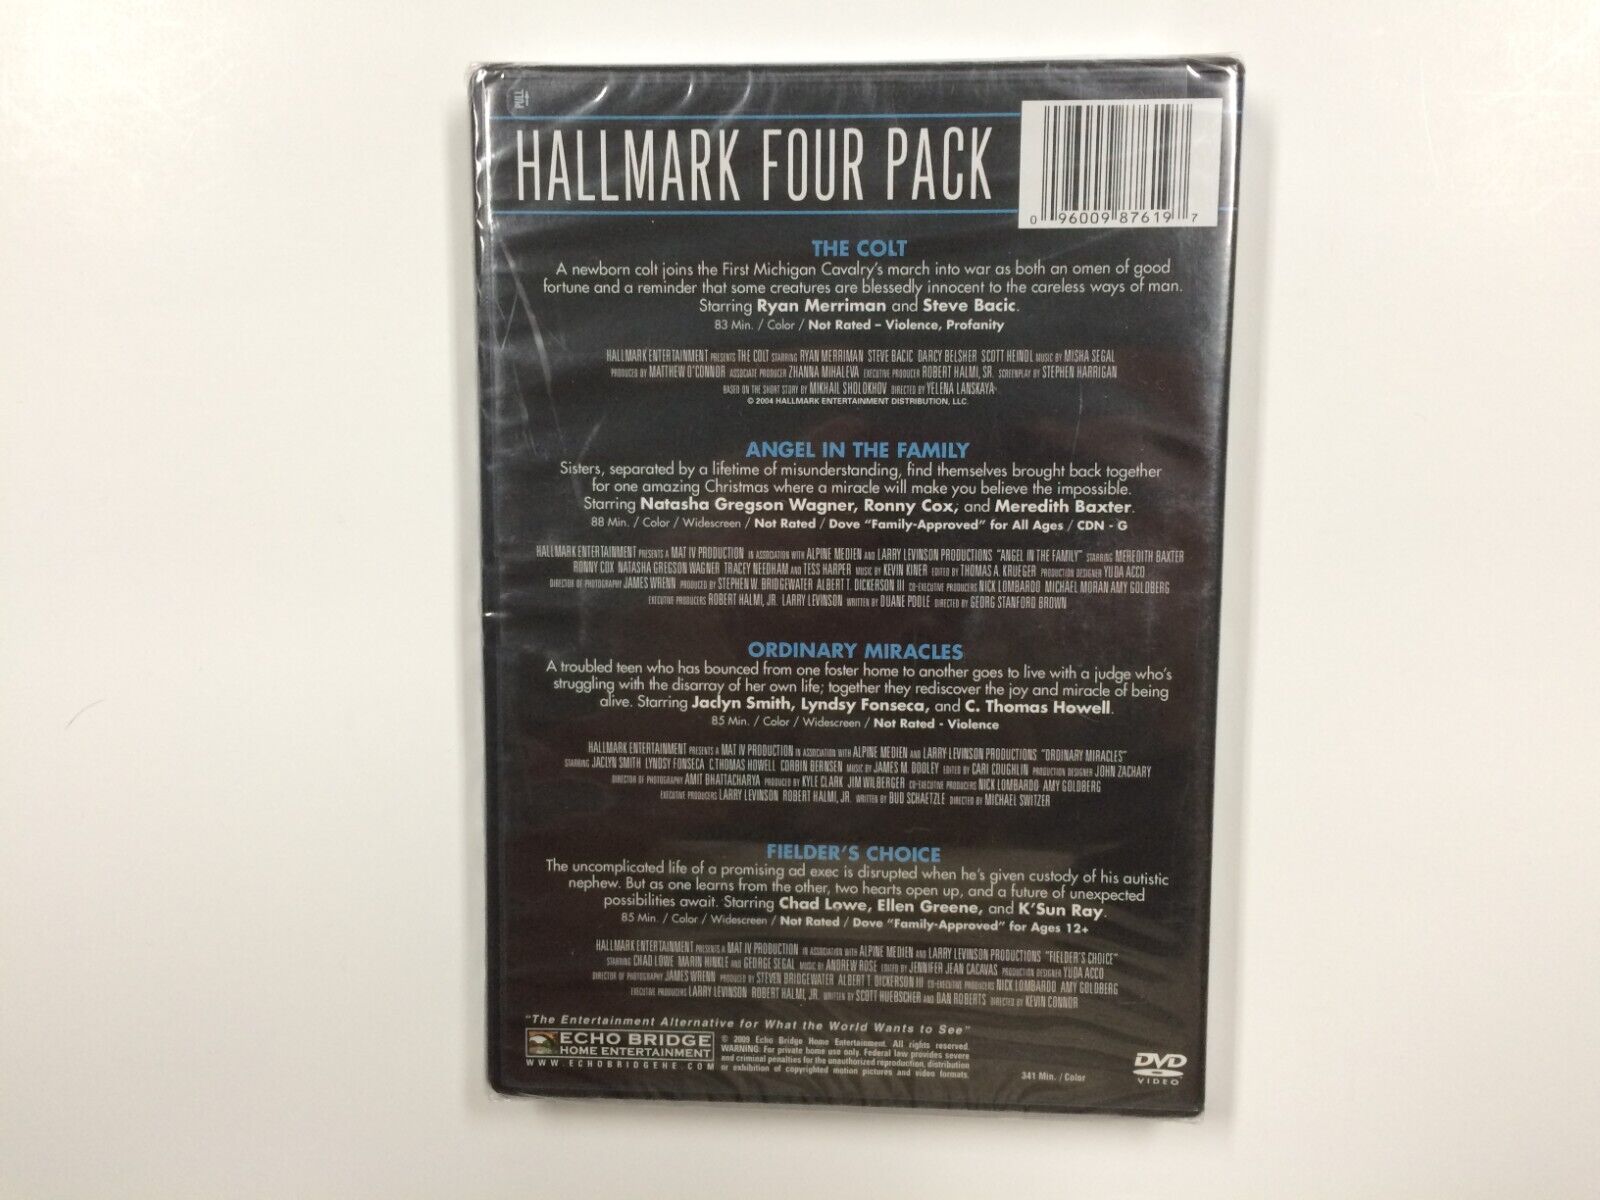 PULL
HALLMARK FOUR PACK
0 96009 87619 7
THE COLT
A newborn colt joins the First Michigan Cavalry's march into war as both an omen of good
fortune and a reminder that some creatures are blessedly innocent to the careless ways of man.
Starring Ryan Merriman and Steve Bacic.
83 Min. / Color / Not Rated – Violence, Profanity
HALLMARK ENTERTAINMENT PRESENTS THE COLT STARRING RYAN MERRIMAN STEVE BACIC DARCY BELSHER SCOTT HEINDL MUSIC BY MISHA SEGAL
PRODUCED BY MATTHEW O'CONNOR ASSOCIATE PRODUCER ZHANNA MIHALEVA EXECUTIVE PRODUCER ROBERT HALMI, SR. SCREENPLAY BY STEPHEN HARRIGAN
BASED ON THE SHORT STORY BY MIKHAIL SHOLOKHOV DIRECTED BY YELENA LANSKAYA
© 2004 HALLMARK ENTERTAINMENT DISTRIBUTION, LLC.
ANGEL IN THE FAMILY
Sisters, separated by a lifetime of misunderstanding, find themselves brought back together
for one amazing Christmas where a miracle will make you believe the impossible.
Starring Natasha Gregson Wagner, Ronny Cox, and Meredith Baxter.
88 Min. / Color / Widescreen / Not Rated / Dove "Family-Approved" for All Ages / CDN - G
HALLMARK ENTERTAINMENT PRESENTS A MAT IV PRODUCTION IN ASSOCIATION WITH ALPINE MEDIEN AND LARRY LEVINSON PRODUCTIONS "ANGEL IN THE FAMILY" STARRING MEREDITH BAXTER
RONNY COX NATASHA GREGSON WAGNER TRACEY NEEDHAM AND TESS HARPER MUSIC BY KEVIN KINER EDITED BY THOMAS A. KRUEGER PRODUCTION DESIGNER YUDA ACCO
DIRECTOR OF PHOTOGRAPHY JAMES WRENN PRODUCED BY STEPHEN W. BRIDGEWATER ALBERT T. DICKERSON III CO-EXECUTIVE PRODUCERS NICK LOMBARDO MICHAEL MORAN AMY GOLDBERG
EXECUTIVE PRODUCERS ROBERT HALMI, JR. LARRY LEVINSON WRITTEN BY DUANE POOLE DIRECTED BY GEORG STANFORD BROWN
ORDINARY MIRACLES
A troubled teen who has bounced from one foster home to another goes to live with a judge who's
struggling with the disarray of her own life; together they rediscover the joy and miracle of being
alive. Starring Jaclyn Smith, Lyndsy Fonseca, and C. Thomas Howell.
85 Min. / Color / Widescreen / Not Rated - Violence
HALLMARK ENTERTAINMENT PRESENTS A MAT IV PRODUCTION IN ASSOCIATION WITH ALPINE MEDIEN AND LARRY LEVINSON PRODUCTIONS "ORDINARY MIRACLES"
STARRING JACLYN SMITH LYNDSY FONSECA C.THOMAS HOWELL CORBIN BERNSEN MUSIC BY JAMES M. DOOLEY EDITED BY CARI COUGHLIN PRODUCTION DESIGNER JOHN ZACHARY
DIRECTOR OF PHOTOGRAPHY AMIT BHATTACHARYA PRODUCED BY KYLE CLARK JIM WILBERGER CO-EXECUTIVE PRODUCERS NICK LOMBARDO AMY GOLDBERG
EXECUTIVE PRODUCERS LARRY LEVINSON ROBERT HALMI, JR. WRITTEN BY BUD SCHAETZLE DIRECTED BY MICHAEL SWITZER
FIELDER'S CHOICE
The uncomplicated life of a promising ad exec is disrupted when he's given custody of his autistic
nephew. But as one learns from the other, two hearts open up, and a future of unexpected
possibilities await. Starring Chad Lowe, Ellen Greene, and K'Sun Ray.
85 Min. / Color / Widescreen / Not Rated / Dove "Family-Approved" for Ages 12+
HALLMARK ENTERTAINMENT PRESENTS A MAT IV PRODUCTION IN ASSOCIATION WITH ALPINE MEDIEN AND LARRY LEVINSON PRODUCTIONS "FIELDER'S CHOICE"
STARRING CHAD LOWE MARIN HINKLE AND GEORGE SEGAL MUSIC BY ANDREW ROSE EDITED BY JENNIFER JEAN CACAVAS PRODUCTION DESIGNER YUDA ACCO
DIRECTOR OF PHOTOGRAPHY JAMES WRENN PRODUCED BY STEVEN BRIDGEWATER ALBERT T. DICKERSON III CO-EXECUTIVE PRODUCERS NICK LOMBARDO AMY GOLDBERG
EXECUTIVE PRODUCERS LARRY LEVINSON ROBERT HALMI, JR. WRITTEN BY SCOTT HUEBSCHER AND DAN ROBERTS DIRECTED BY KEVIN CONNOR
"The Entertainment Alternative for What the World Wants to See"
ECHO BRIDGE
HOME ENTERTAINMENT
WWW.ECHOBRIDGEHE.COM
© 2009 Echo Bridge Home Entertainment. All rights reserved.
WARNING: For private home use only. Federal law provides severe
and criminal penalties for the unauthorized reproduction, distribution
or exhibition of copyrighted motion pictures and video formats.
341 Min. / Color
DVD
VIDEO